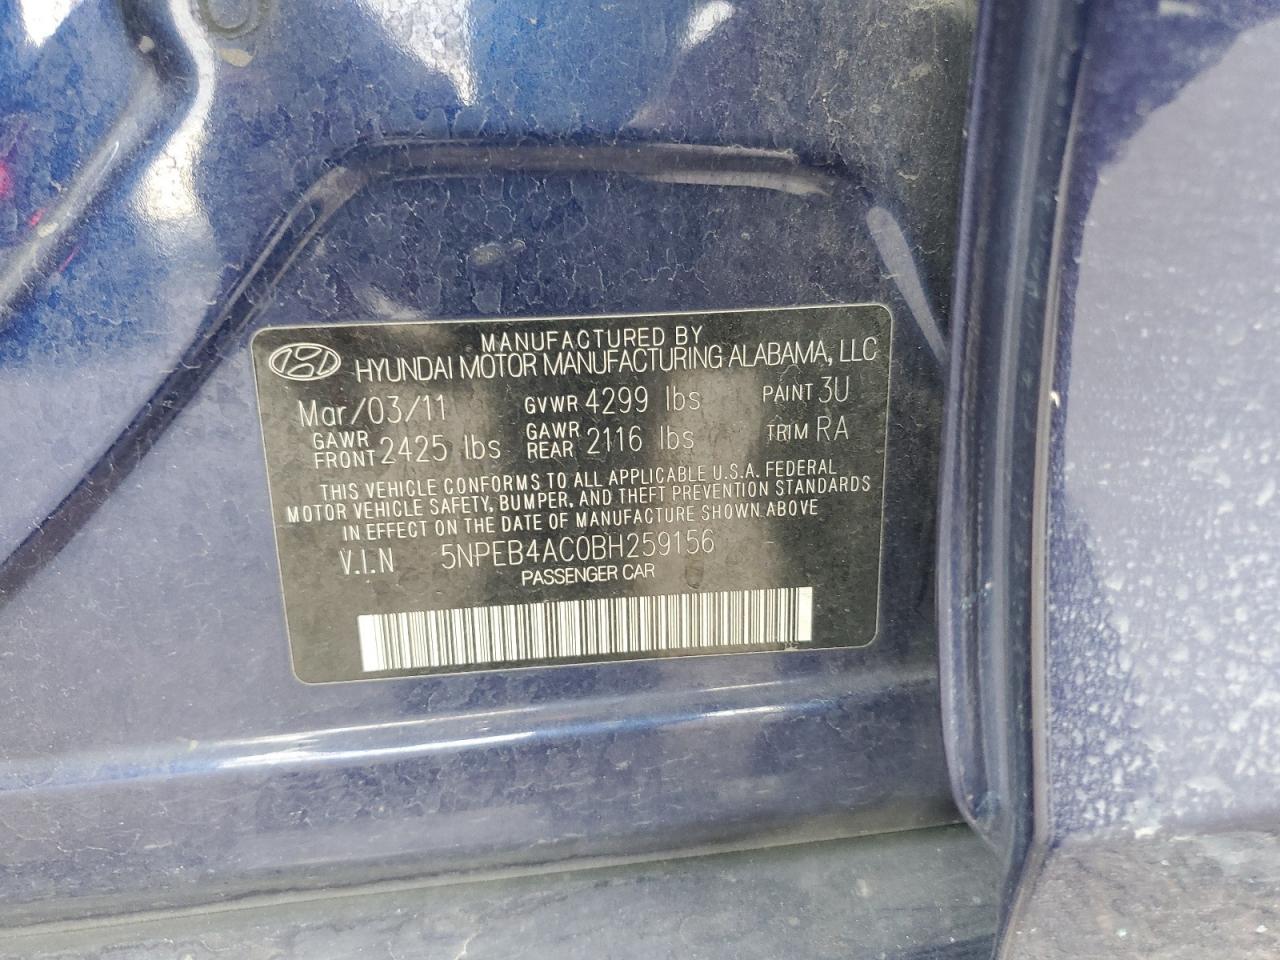 MANUFACTURED BY
HYUNDAI MOTOR MANUFACTURING ALABAMA, LLC
Mar/03/11 GVWR 4299 lbs PAINT 3U
GAWR FRONT 2425 lbs GAWR REAR 2116 lbs TRIM RA
THIS VEHICLE CONFORMS TO ALL APPLICABLE U.S.A. FEDERAL
MOTOR VEHICLE SAFETY, BUMPER, AND THEFT PREVENTION STANDARDS
IN EFFECT ON THE DATE OF MANUFACTURE SHOWN ABOVE
V.I.N 5NPEB4AC0BH259156
PASSENGER CAR